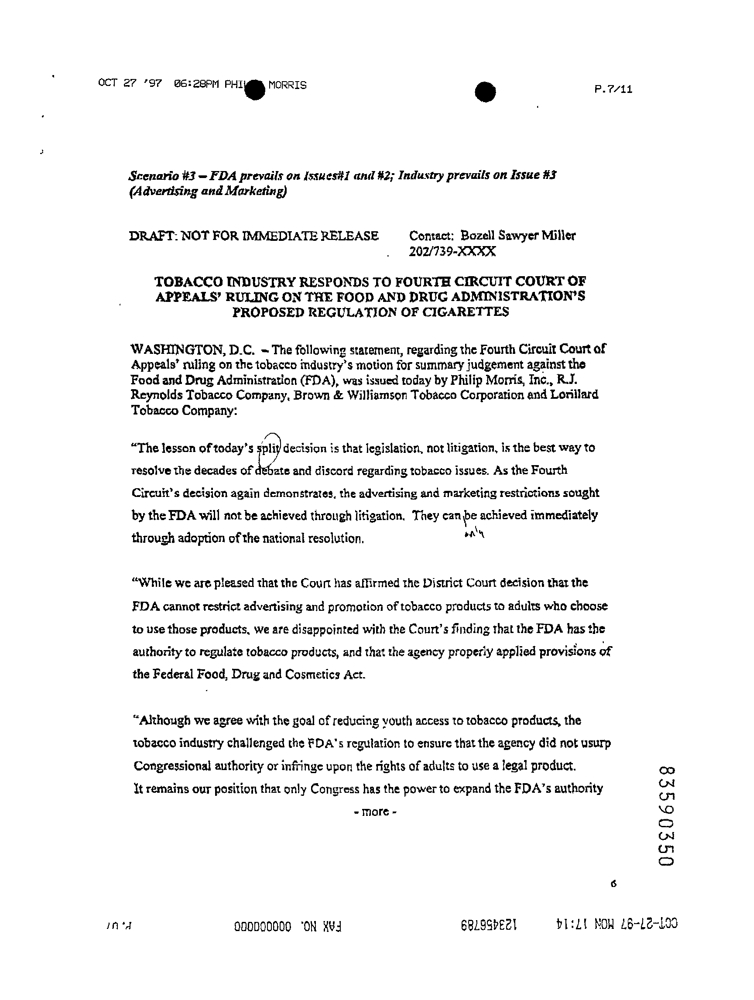 OCT 27 '97 06:28PM PHIL MORRIS P.7/11
Scenario #3 – FDA prevails on Issues#1 and #2; Industry prevails on Issue #3
(Advertising and Marketing)
DRAFT: NOT FOR IMMEDIATE RELEASE Contact: Bozell Sawyer Miller
202/739-XXXX
TOBACCO INDUSTRY RESPONDS TO FOURTH CIRCUIT COURT OF
APPEALS' RULING ON THE FOOD AND DRUG ADMINISTRATION'S
PROPOSED REGULATION OF CIGARETTES
WASHINGTON, D.C. – The following statement, regarding the Fourth Circuit Court of
Appeals' ruling on the tobacco industry's motion for summary judgement against the
Food and Drug Administration (FDA), was issued today by Philip Morris, Inc., R.J.
Reynolds Tobacco Company, Brown & Williamson Tobacco Corporation and Lorillard
Tobacco Company:
"The lesson of today's split decision is that legislation, not litigation, is the best way to
resolve the decades of debate and discord regarding tobacco issues. As the Fourth
Circuit's decision again demonstrates, the advertising and marketing restrictions sought
by the FDA will not be achieved through litigation. They can be achieved immediately
only
through adoption of the national resolution.
"While we are pleased that the Court has affirmed the District Court decision that the
FDA cannot restrict advertising and promotion of tobacco products to adults who choose
to use those products, we are disappointed with the Court's finding that the FDA has the
authority to regulate tobacco products, and that the agency properly applied provisions of
the Federal Food, Drug and Cosmetics Act.
"Although we agree with the goal of reducing youth access to tobacco products, the
tobacco industry challenged the FDA's regulation to ensure that the agency did not usurp
Congressional authority or infringe upon the rights of adults to use a legal product.
It remains our position that only Congress has the power to expand the FDA's authority
- more -
83590350
6
OCT-27-97 MON 17:14 123456789 FAX NO. 000000000 P. 07